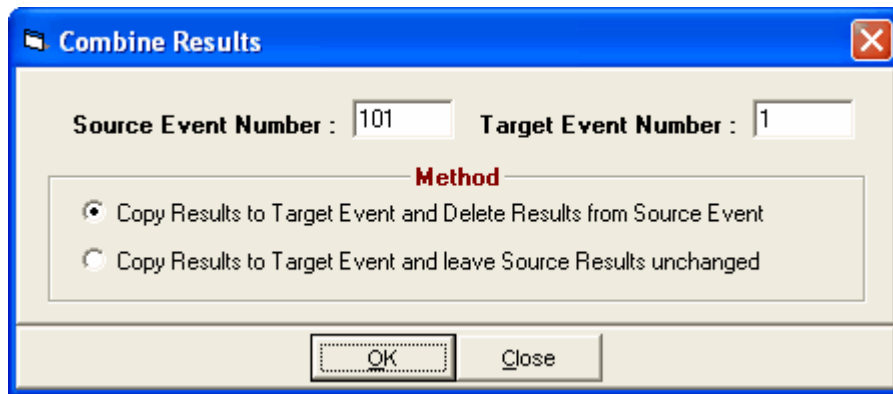 Combine Results
Source Event Number : 101 Target Event Number : 1
Method
Copy Results to Target Event and Delete Results from Source Event
Copy Results to Target Event and leave Source Results unchanged
OK Close